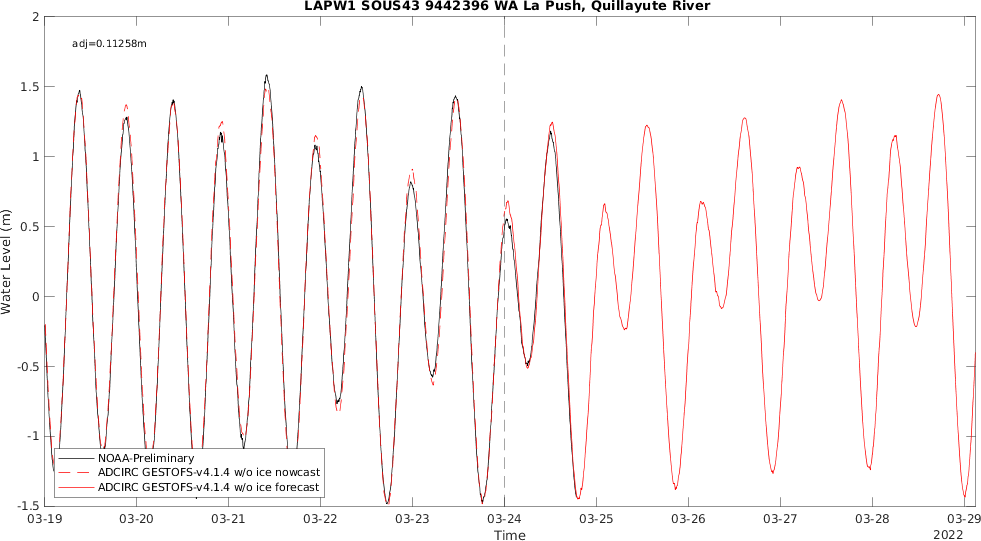 LAPW1 SOUS43 9442396 WA La Push, Quillayute River
adj=0.11258m
2
1.5
1
0.5
0
-0.5
-1
-1.5
Water Level (m)
NOAA-Preliminary
ADCIRC GESTOFS-v4.1.4 w/o ice nowcast
ADCIRC GESTOFS-v4.1.4 w/o ice forecast
03-19 03-20 03-21 03-22 03-23 03-24 03-25 03-26 03-27 03-28 03-29
Time
2022